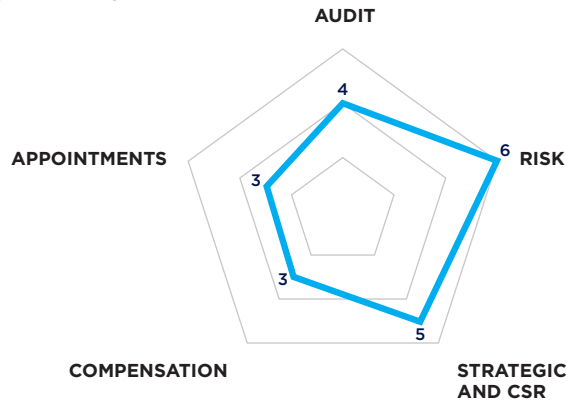 AUDIT
4
6
RISK
APPOINTMENTS
3
3
5
COMPENSATION
STRATEGIC
AND CSR